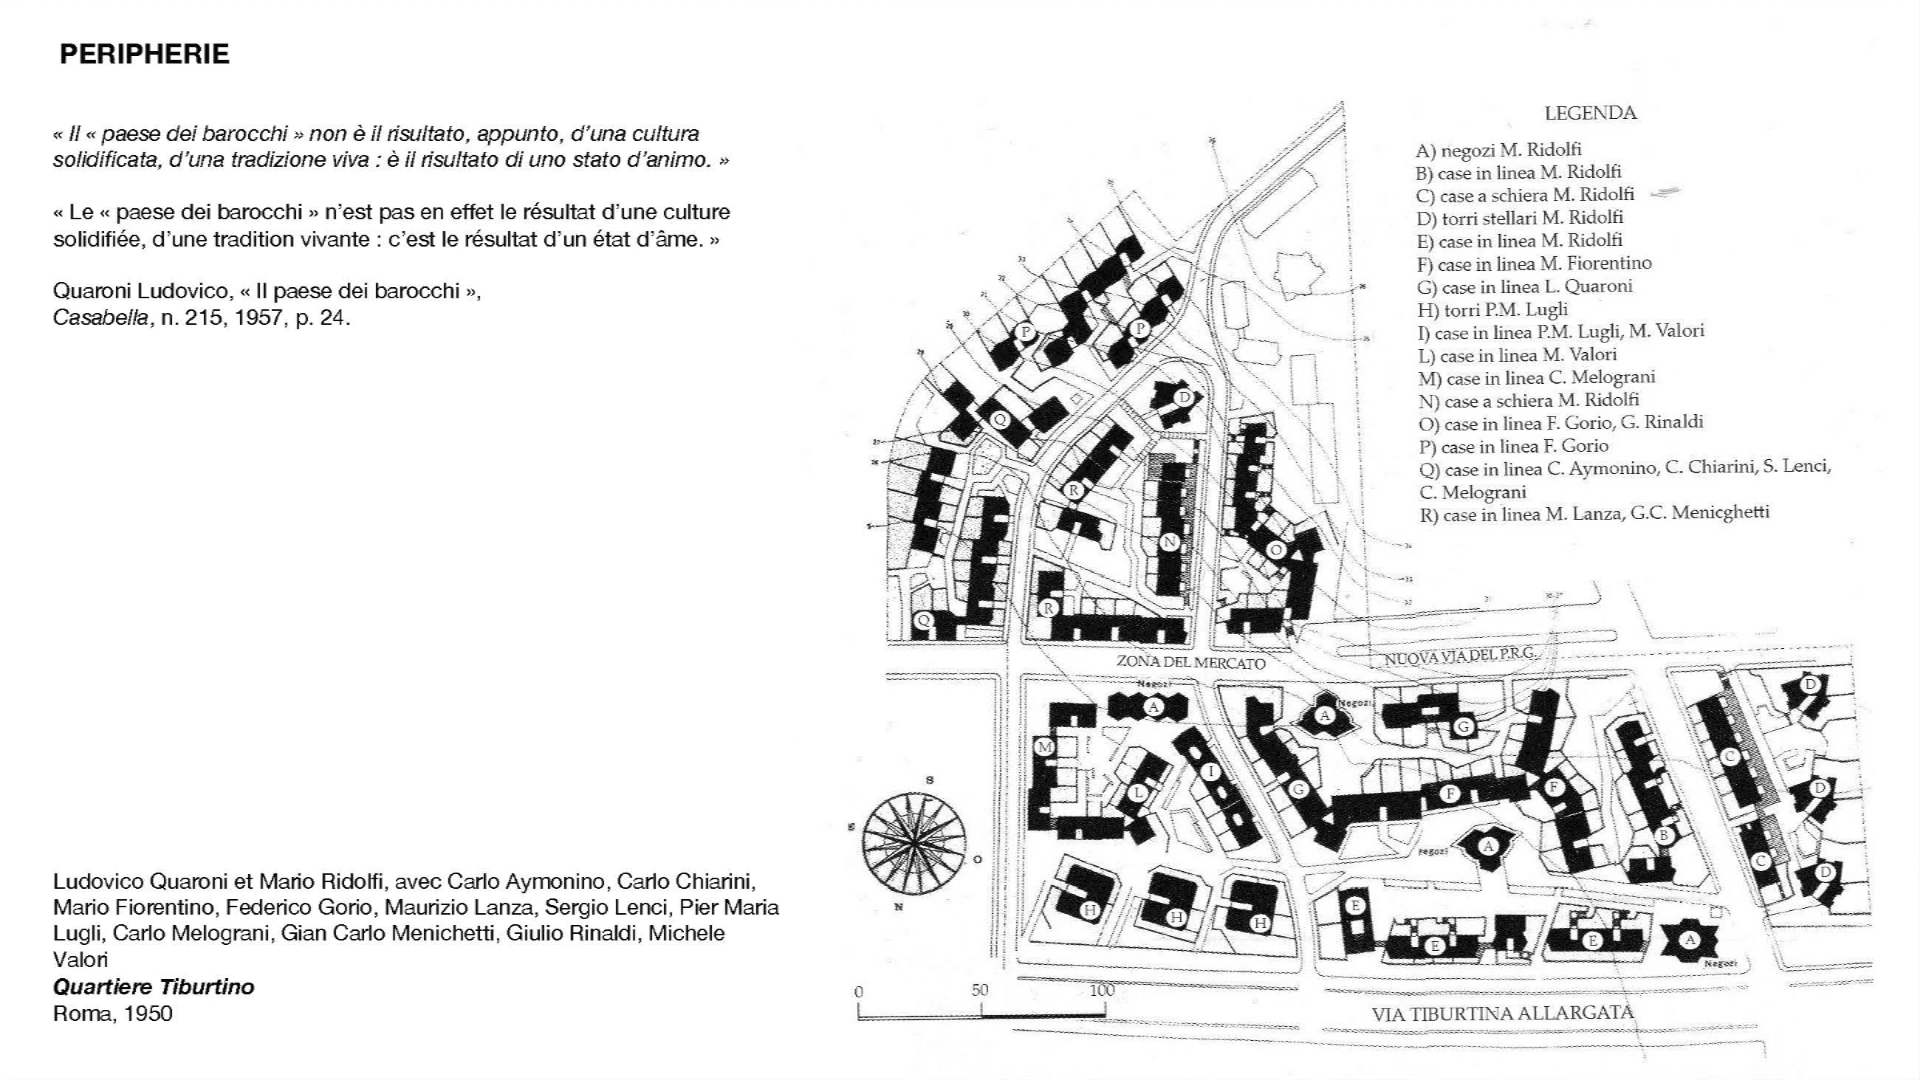 PERIPHERIE
« Il « paese dei barocchi » non è il risultato, appunto, d’una cultura
solidificata, d’una tradizione viva : è il risultato di uno stato d’animo. »
« Le « paese dei barocchi » n’est pas en effet le résultat d’une culture
solidifiée, d’une tradition vivante : c’est le résultat d’un état d’âme. »
Quaroni Ludovico, « Il paese dei barocchi »,
Casabella, n. 215, 1957, p. 24.
Ludovico Quaroni et Mario Ridolfi, avec Carlo Aymonino, Carlo Chiarini,
Mario Fiorentino, Federico Gorio, Maurizio Lanza, Sergio Lenci, Pier Maria
Lugli, Carlo Melograni, Gian Carlo Menichetti, Giulio Rinaldi, Michele
Valori
Quartiere Tiburtino
Roma, 1950
LEGENDA
A) negozi M. Ridolfi
B) case in linea M. Ridolfi
C) case a schiera M. Ridolfi
D) torri stellari M. Ridolfi
E) case in linea M. Ridolfi
F) case in linea M. Fiorentino
G) case in linea L. Quaroni
H) torri P.M. Lugli
I) case in linea P.M. Lugli, M. Valori
L) case in linea M. Valori
M) case in linea C. Melograni
N) case a schiera M. Ridolfi
O) case in linea F. Gorio, G. Rinaldi
P) case in linea F. Gorio
Q) case in linea C. Aymonino, C. Chiarini, S. Lenci,
C. Melograni
R) case in linea M. Lanza, G.C. Menicghetti
P P
D
Q
R
N
O
R
Q
ZONA DEL MERCATO
NUOVA VIA DEL P.R.G.
Negozi
A
Negozi
A
G
D
M
I
C
L
G
F
F
D
B
negozi
A
C
D
H H H
E
E
E
A
Negozi
S
O
N
0 50 100
VIA TIBURTINA ALLARGATA